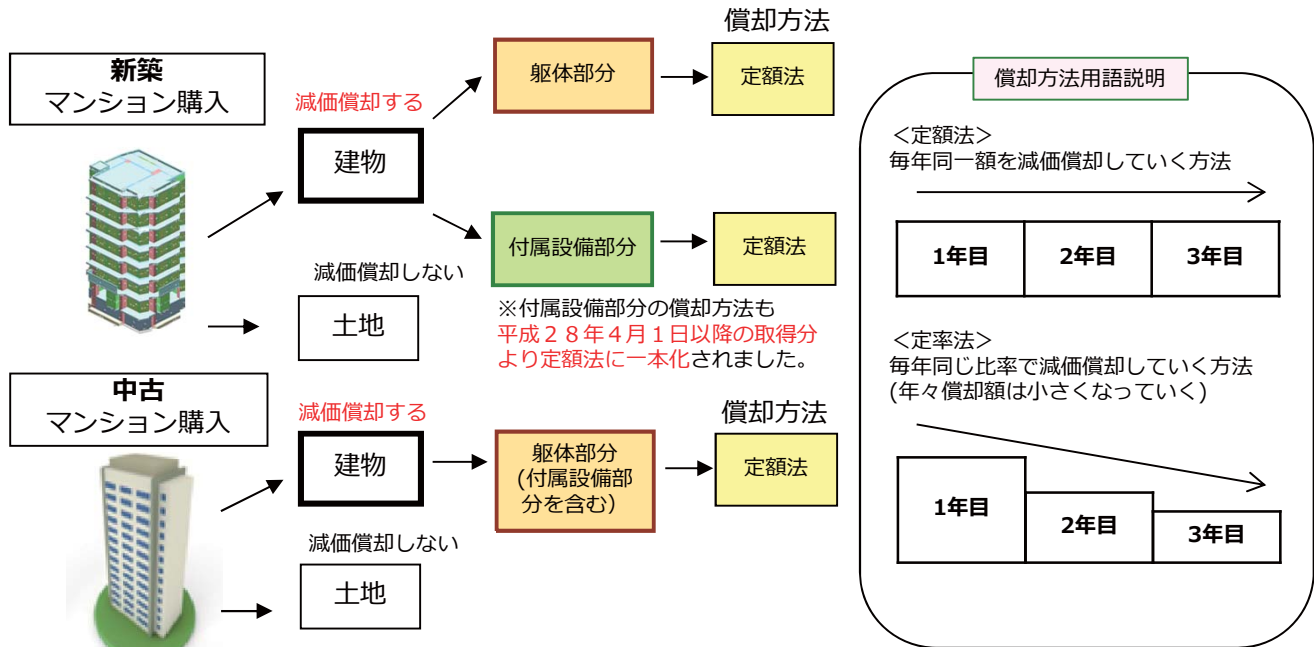 新築
マンション購入
減価償却する
建物
減価償却しない
土地
躯体部分
付属設備部分
償却方法
定額法
定額法
※付属設備部分の償却方法も
平成２８年４月１日以降の取得分
より定額法に一本化されました。
中古
マンション購入
減価償却する
建物
減価償却しない
土地
躯体部分
(付属設備部
分を含む）
償却方法
定額法
償却方法用語説明
＜定額法＞
毎年同一額を減価償却していく方法
1年目
2年目
3年目
＜定率法＞
毎年同じ比率で減価償却していく方法
(年々償却額は小さくなっていく)
1年目
2年目
3年目